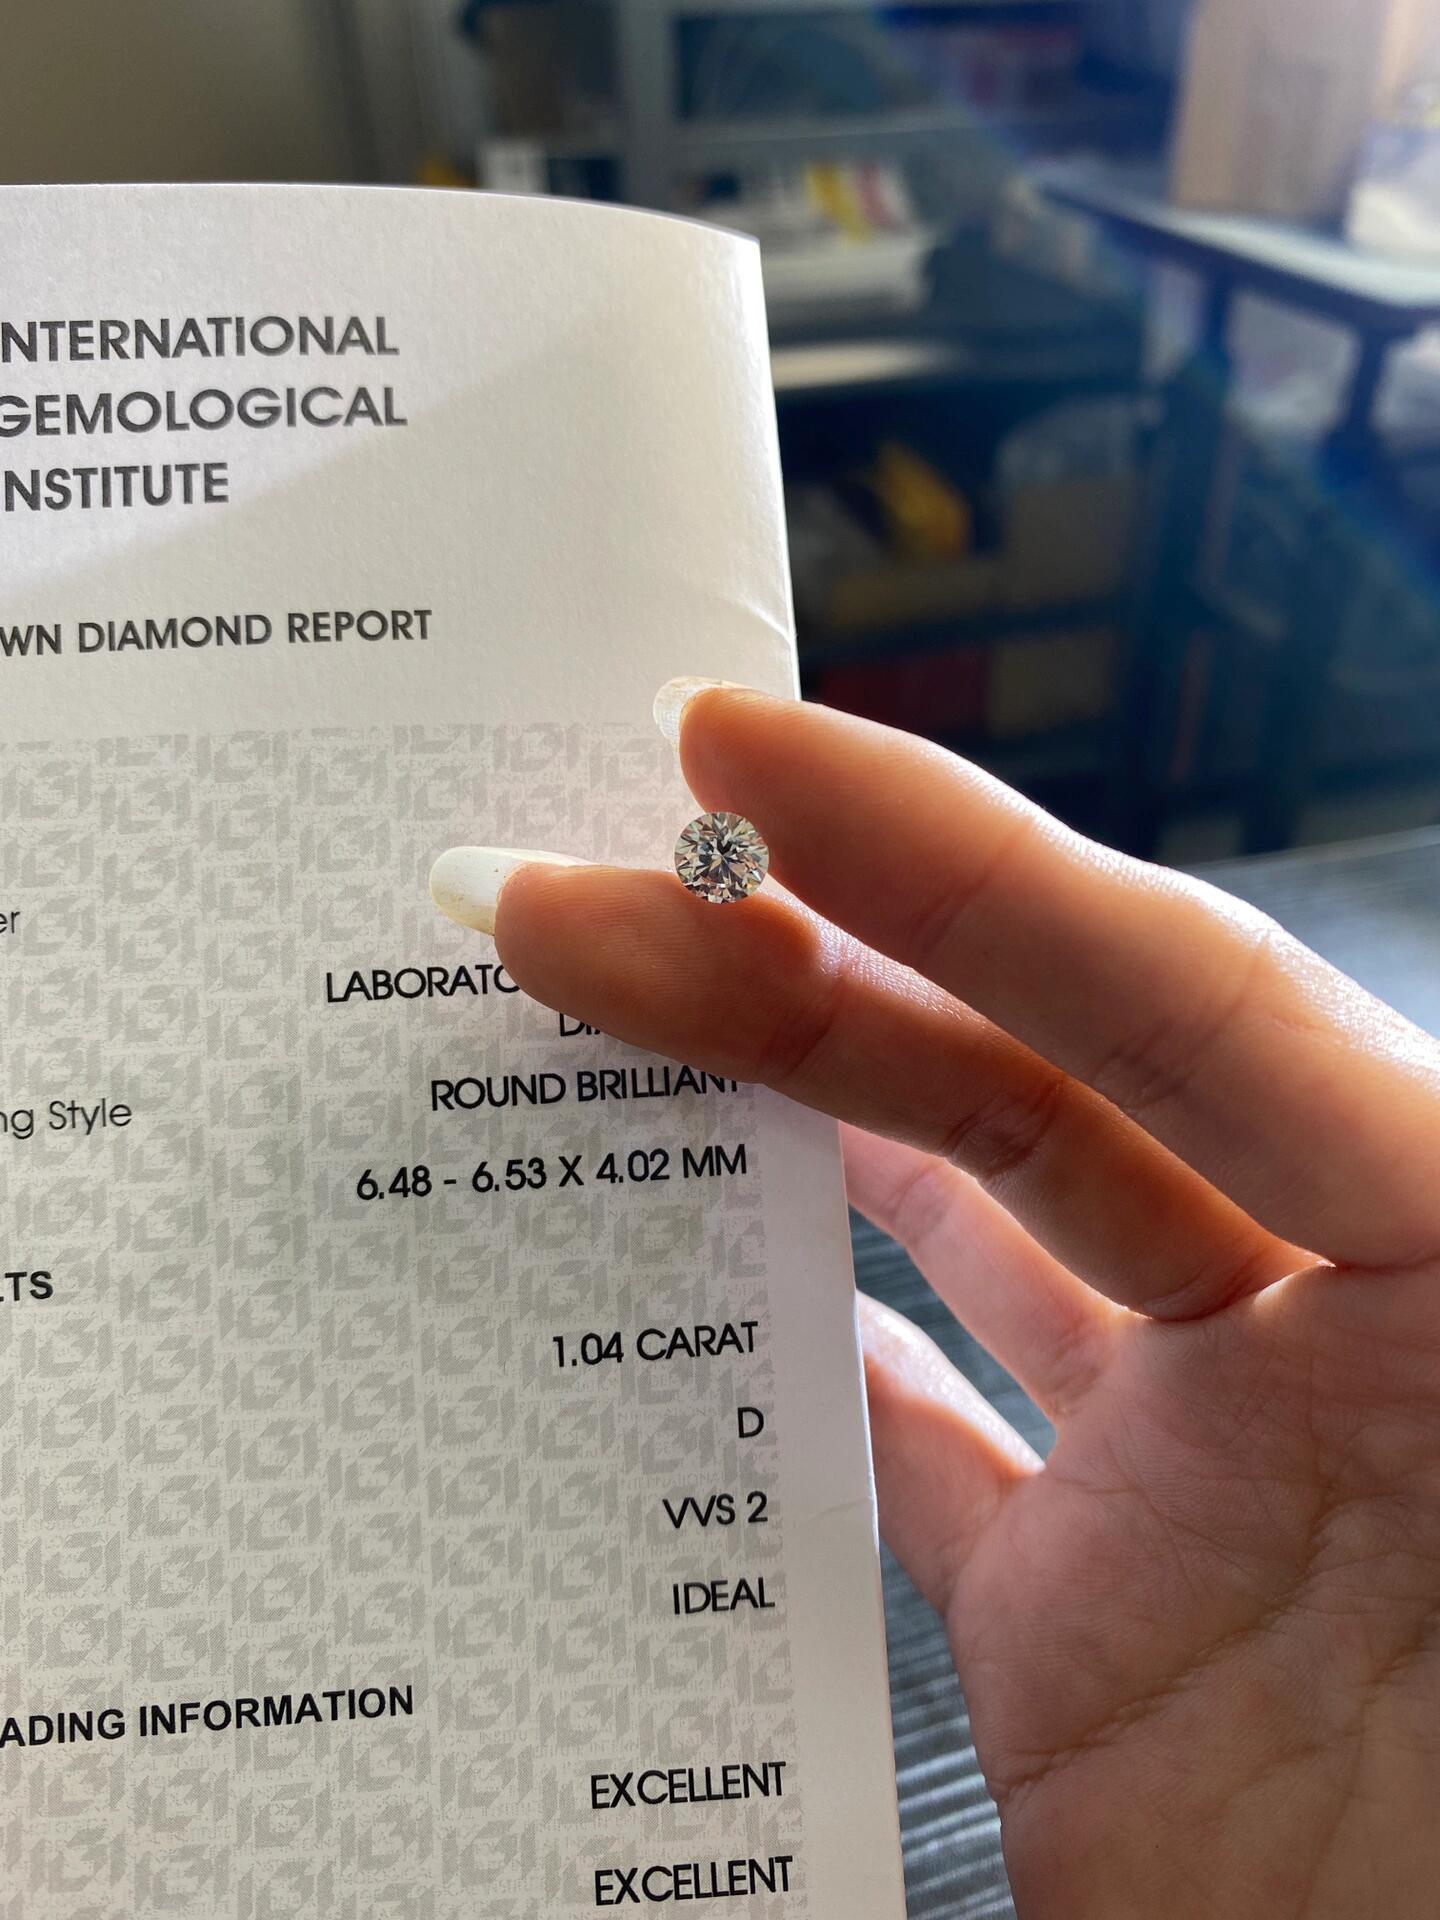 NTERNATIONAL
GEMOLOGICAL
NSTITUTE
WN DIAMOND REPORT
er
LABORATO
ROUND BRILLIANT
ng Style
6.48 - 6.53 X 4.02 MM
LTS
1.04 CARAT
D
VVS 2
IDEAL
ADING INFORMATION
EXCELLENT
EXCELLENT